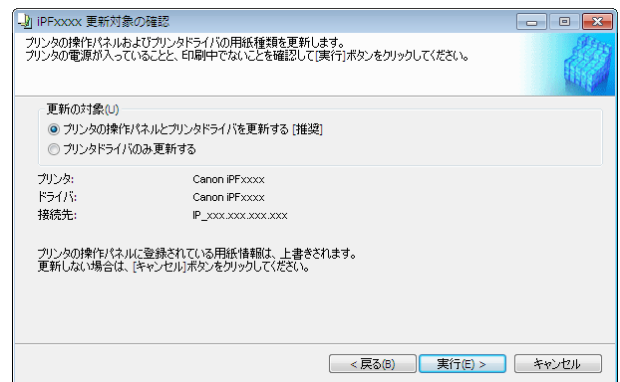 iPFxxxx 更新対象の確認
プリンタの操作パネルおよびプリンタドライバの用紙種類を更新します。
プリンタの電源が入っていることと、印刷中でないことを確認して[実行]ボタンをクリックしてください。
更新の対象(U)
プリンタの操作パネルとプリンタドライバを更新する [推奨]
プリンタドライバのみ更新する
プリンタ: Canon iPFxxxx
ドライバ: Canon iPFxxxx
接続先: IP_xxx.xxx.xxx.xxx
プリンタの操作パネルに登録されている用紙情報は、上書きされます。
更新しない場合は、[キャンセル]ボタンをクリックしてください。
< 戻る(B) 実行(E) > キャンセル